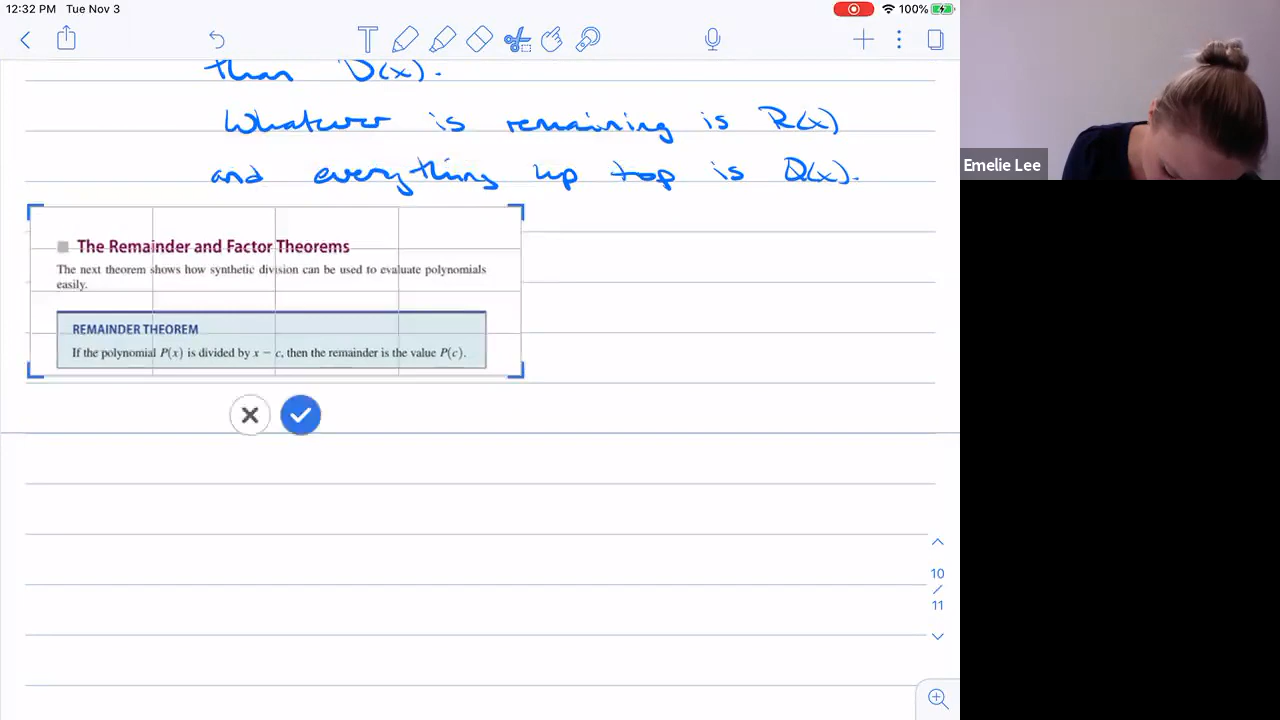 12:32 PM Tue Nov 3
100%
than D(x).
Whatever is remaining is R(x)
and everything up top is Q(x).
The Remainder and Factor Theorems
The next theorem shows how synthetic division can be used to evaluate polynomials
easily.
REMAINDER THEOREM
If the polynomial P(x) is divided by x − c, then the remainder is the value P(c).
10
/
11
Emelie Lee